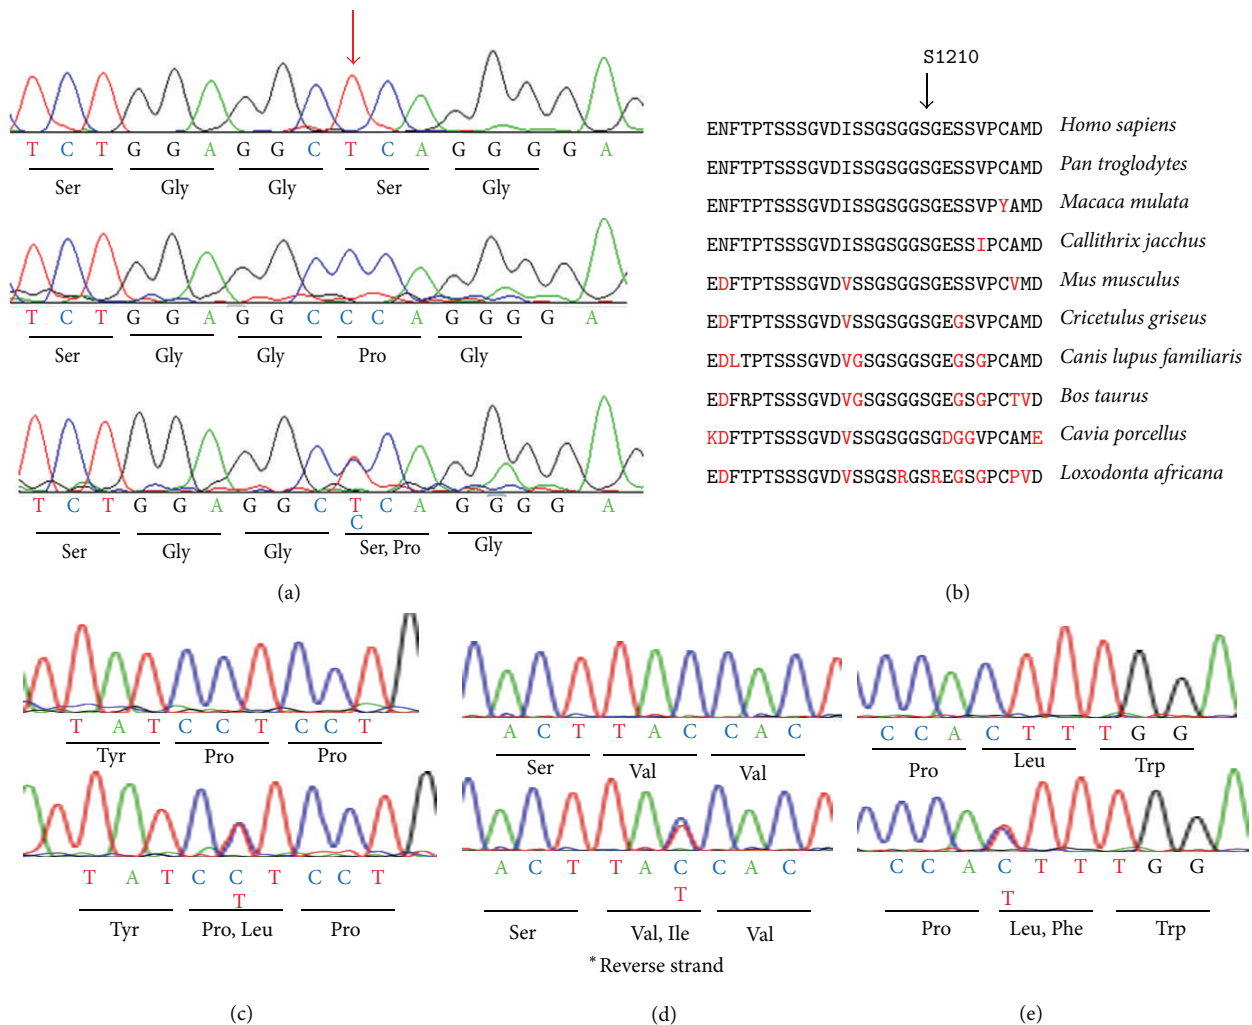 T C T G G A G G C T C A G G G G A
Ser Gly Gly Ser Gly
T C T G G A G G C C C A G G G G A
Ser Gly Gly Pro Gly
T C T G G A G G C T C A G G G G A
C
Ser Gly Gly Ser, Pro Gly
(a)
S1210
ENFTPTSSSGVDISSGSGGSGESSVPCAMD Homo sapiens
ENFTPTSSSGVDISSGSGGSGESSVPCAMD Pan troglodytes
ENFTPTSSSGVDISSGSGGSGESSVPYAMD Macaca mulata
ENFTPTSSSGVDISSGSGGSGESSIPCAMD Callithrix jacchus
EDFTPTSSSGVDVSSGSGGSGESSVPCVMD Mus musculus
EDFTPTSSSGVDVSSGSGGSGEGSVPCAMD Cricetulus griseus
EDLTPTSSSGVDVGSGSGGSGEGSGPCAMD Canis lupus familiaris
EDFRPTSSSGVDVGSGSGGSGEGSGPCTVD Bos taurus
KDFTPTSSSGVDVSSGSGGSGDGGVPCAME Cavia porcellus
EDFTPTSSSGVDVSSGSRGSREGSGPCPVD Loxodonta africana
(b)
T A T C C T C C T
Tyr Pro Pro
T A T C C T C C T
T
Tyr Pro, Leu Pro
(c)
A C T T A C C A C
Ser Val Val
A C T T A C C A C
T
Ser Val, Ile Val
*Reverse strand
(d)
C C A C T T T G G
Pro Leu Trp
C C A C T T T G G
T
Pro Leu, Phe Trp
(e)